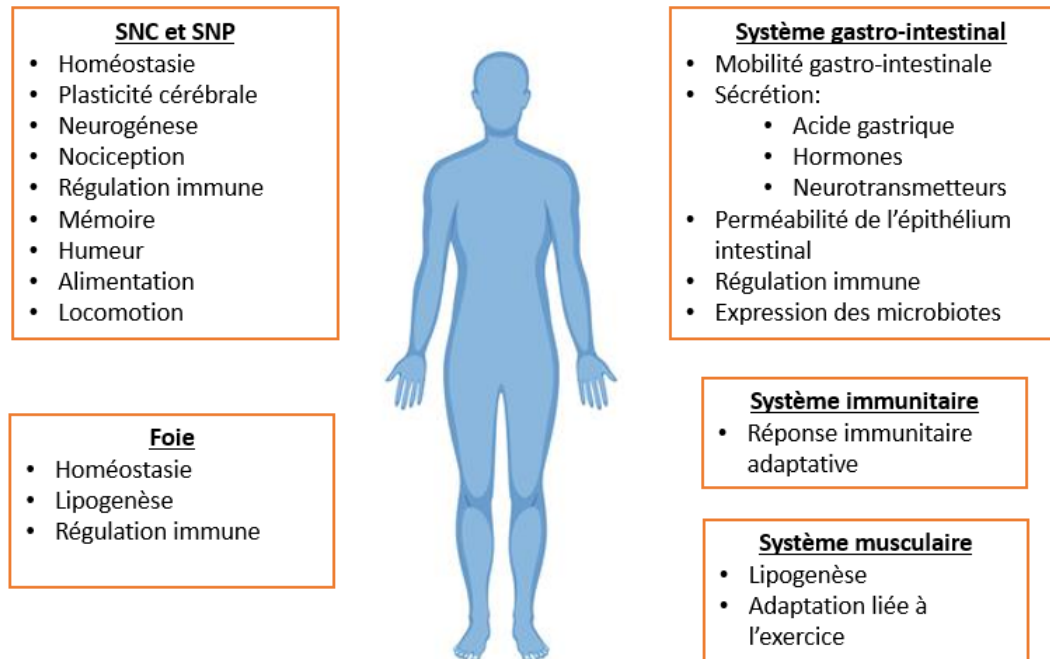 SNC et SNP
• Homéostasie
• Plasticité cérébrale
• Neurogénese
• Nociception
• Régulation immune
• Mémoire
• Humeur
• Alimentation
• Locomotion
Foie
• Homéostasie
• Lipogenèse
• Régulation immune
Système gastro-intestinal
• Mobilité gastro-intestinale
• Sécrétion:
• Acide gastrique
• Hormones
• Neurotransmetteurs
• Perméabilité de l’épithélium
intestinal
• Régulation immune
• Expression des microbiotes
Système immunitaire
• Réponse immunitaire
adaptative
Système musculaire
• Lipogenèse
• Adaptation liée à
l’exercice